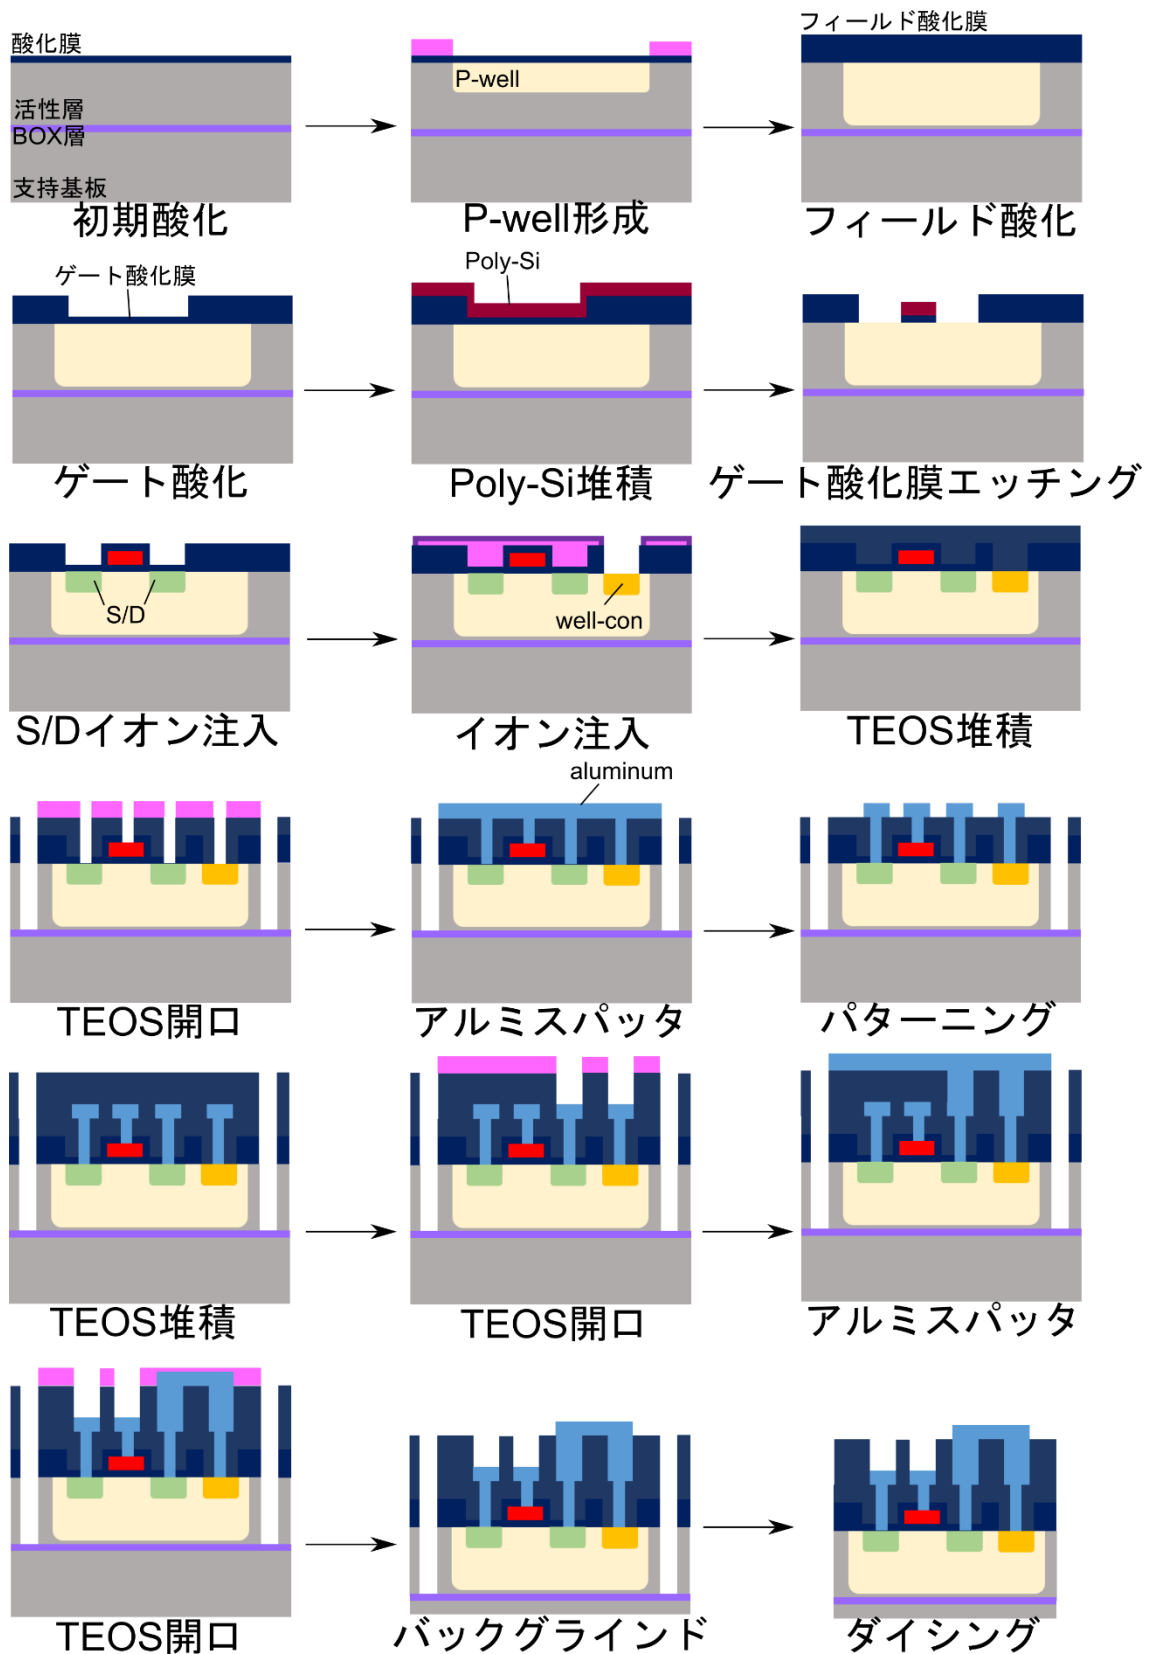 酸化膜
活性層
BOX層
支持基板
初期酸化
P-well
P-well形成
フィールド酸化膜
フィールド酸化
ゲート酸化膜
ゲート酸化
Poly-Si
Poly-Si堆積
ゲート酸化膜エッチング
S/D
S/Dイオン注入
well-con
イオン注入
TEOS堆積
TEOS開口
aluminum
アルミスパッタ
パターニング
TEOS堆積
TEOS開口
アルミスパッタ
TEOS開口
バックグラインド
ダイシング